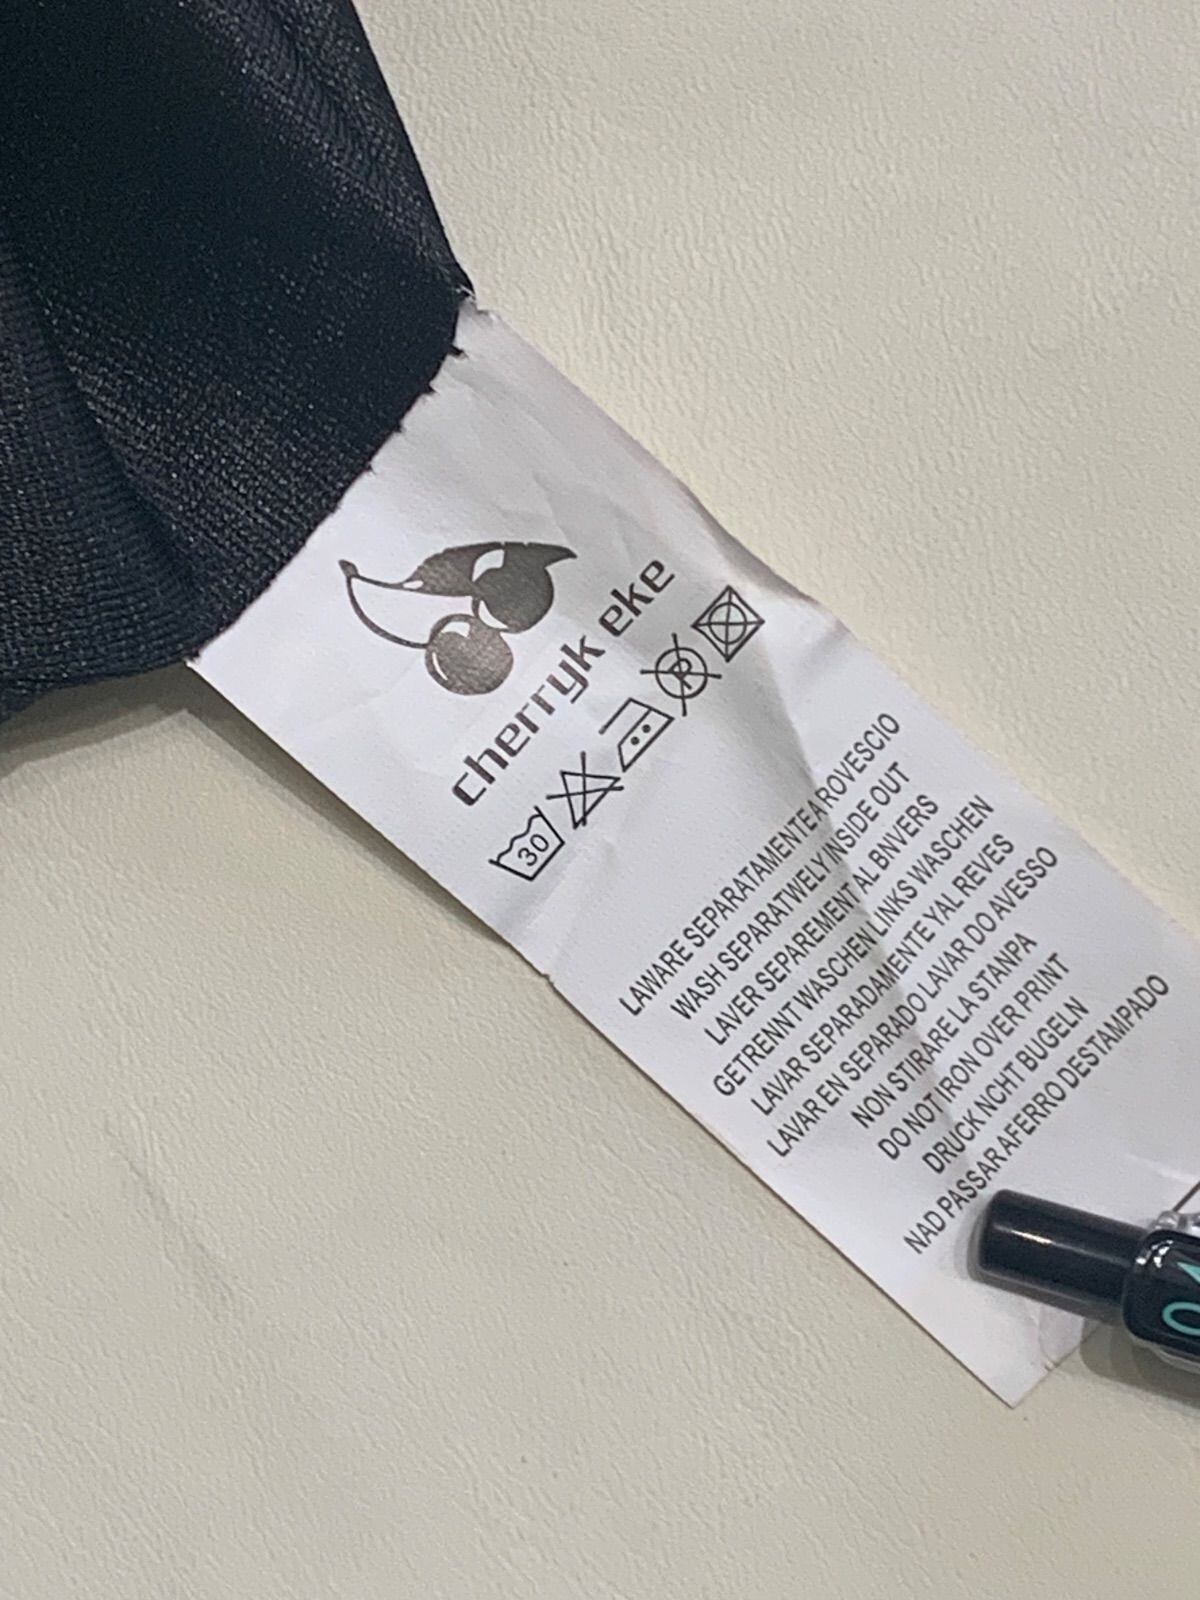 cherryk eke
30
P
LAWARE SEPARATAMENTE A ROVESCIO
WASH SEPARATWELY INSIDE OUT
LAVER SEPAREMENT AL BNVERS
GETRENNT WASCHEN LINKS WASCHEN
LAVAR SEPARADAMENTE YAL REVES
LAVAR EN SEPARADO LAVAR DO AVESSO
NON STIRARE LA STANPA
DO NOT IRON OVER PRINT
DRUCK NCHT BUGELN
NAD PASSAR AFERRO DESTAMPADO